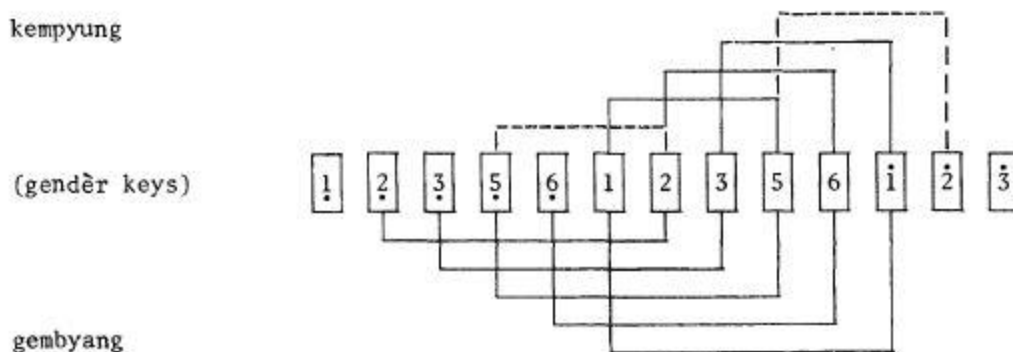 kempyung
(gendèr keys) 1̣ 2̣ 3̣ 5̣ 6̣ 1 2 3 5 6 1̇ 2̇ 3̇
gembyang